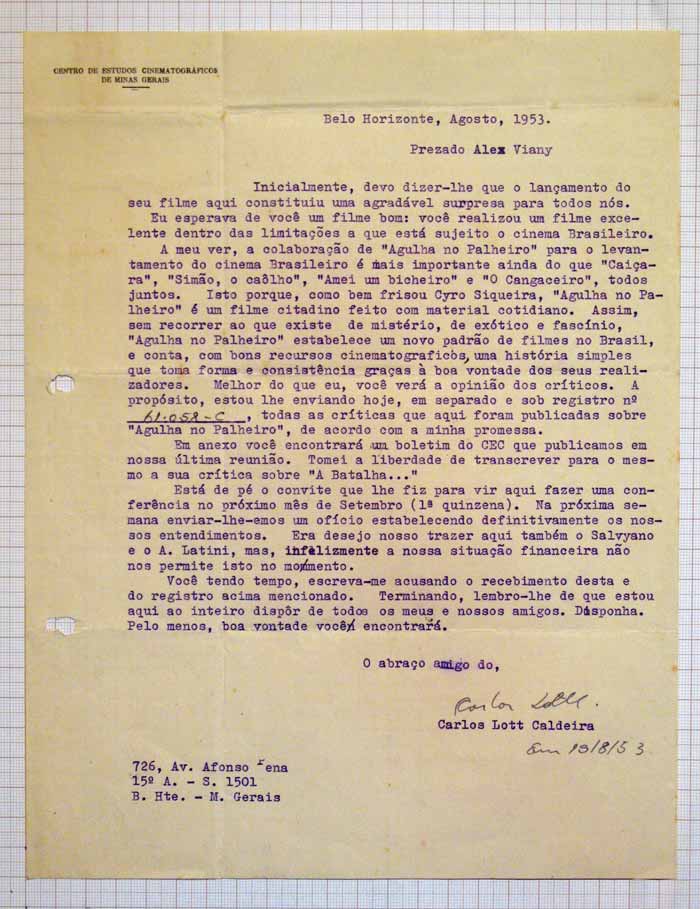 CENTRO DE ESTUDOS CINEMATOGRÁFICOS
DE MINAS GERAIS
Belo Horizonte, Agosto, 1953.
Prezado Alex Viany
Inicialmente, devo dizer-lhe que o lançamento do
seu filme aqui constituiu uma agradável surpresa para todos nós.
Eu esperava de você um filme bom: você realizou um filme exce-
lente dentro das limitações a que está sujeito o cinema Brasileiro.
A meu ver, a colaboração de "Agulha no Palheiro" para o levan-
tamento do cinema Brasileiro é mais importante ainda do que "Caiça-
ra", "Simão, o caôlho", "Amei um bicheiro" e "O Cangaceiro", todos
juntos. Isto porque, como bem frisou Cyro Siqueira, "Agulha no Pa-
lheiro" é um filme citadino feito com material cotidiano. Assim,
sem recorrer ao que existe de mistério, de exótico e fascínio,
"Agulha no Palheiro" estabelece um novo padrão de filmes no Brasil,
e conta, com bons recursos cinematograficos, uma história simples
que toma forma e consistência graças à boa vontade dos seus reali-
zadores. Melhor do que eu, você verá a opinião dos críticos. A
propósito, estou lhe enviando hoje, em separado e sob registro nº
61.058-C, todas as críticas que aqui foram publicadas sobre
"Agulha no Palheiro", de acordo com a minha promessa.
Em anexo você encontrará um boletim do CEC que publicamos em
nossa última reunião. Tomei a liberdade de transcrever para o mes-
mo a sua crítica sobre "A Batalha..."
Está de pé o convite que lhe fiz para vir aqui fazer uma con-
ferência no próximo mês de Setembro (1ª quinzena). Na próxima se-
mana enviar-lhe-emos um ofício estabelecendo definitivamente os nos-
sos entendimentos. Era desejo nosso trazer aqui também o Salvyano
e o A. Latini, mas, infelizmente a nossa situação financeira não
nos permite isto no momento.
Você tendo tempo, escreva-me acusando o recebimento desta e
do registro acima mencionado. Terminando, lembro-lhe de que estou
aqui ao inteiro dispôr de todos os meus e nossos amigos. Disponha.
Pelo menos, boa vontade você encontrará.
O abraço amigo do,
Carlos Lott.
Carlos Lott Caldeira
Em 19/8/53
726, Av. Afonso Pena
15º A. - S. 1501
B. Hte. - M. Gerais